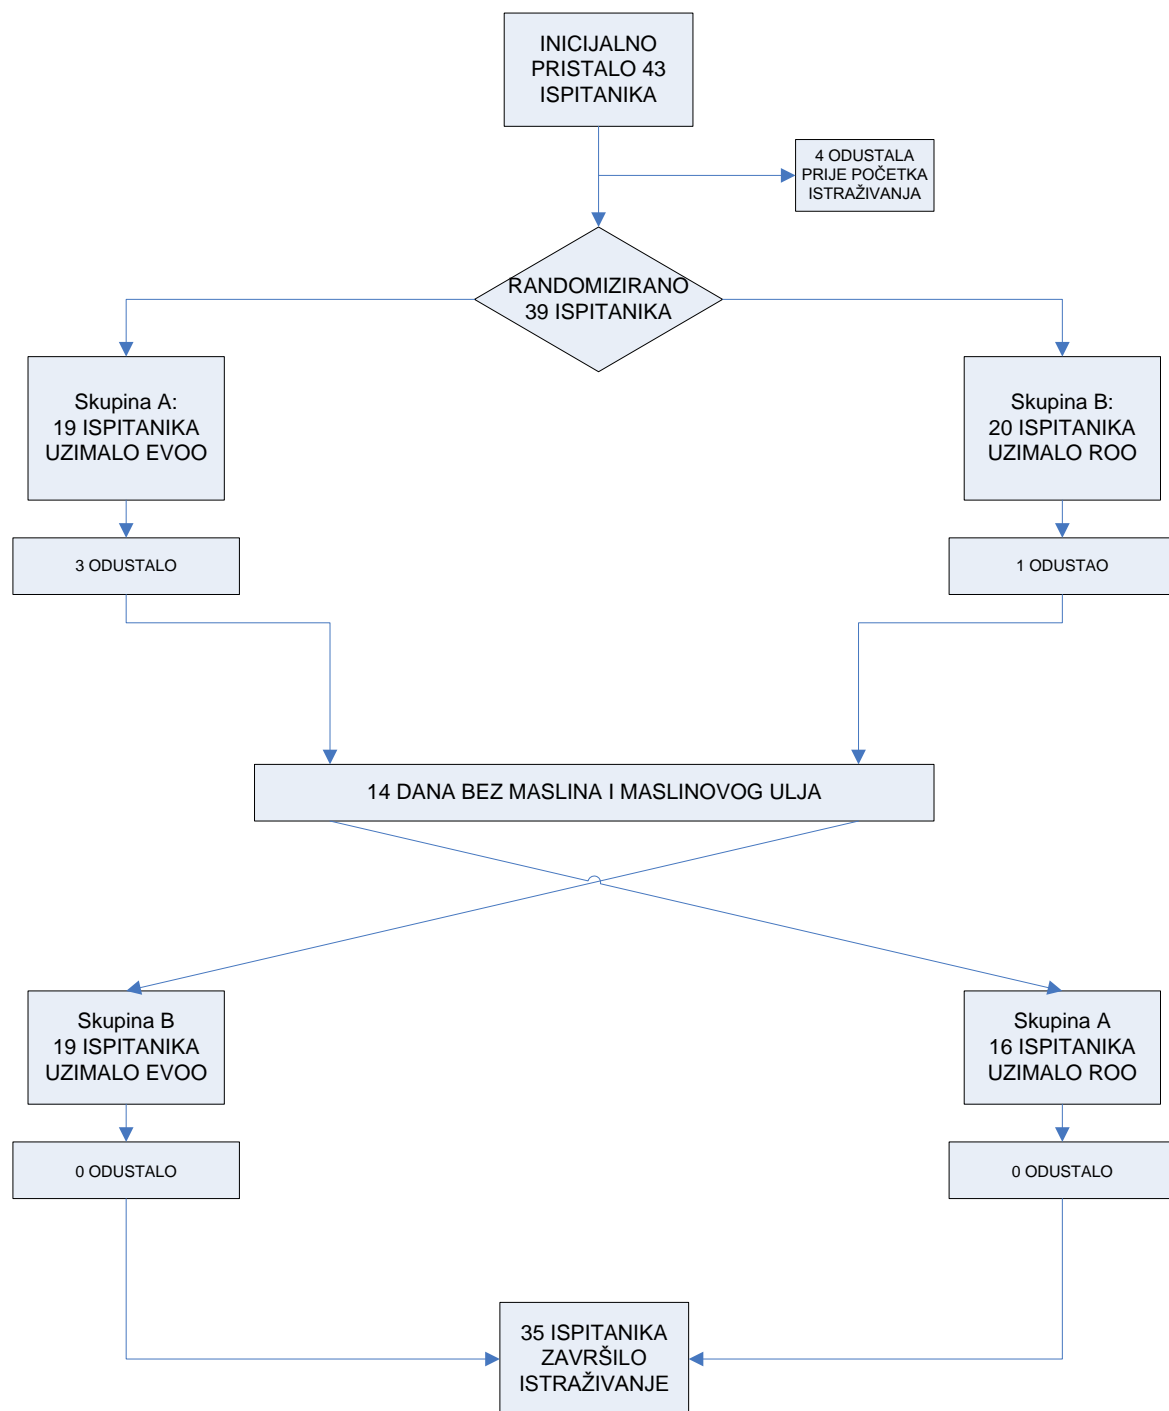 INICIJALNO
PRISTALO 43
ISPITANIKA
4 ODUSTALA
PRIJE POČETKA
ISTRAŽIVANJA
RANDOMIZIRANO
39 ISPITANIKA
Skupina A:
19 ISPITANIKA
UZIMALO EVOO
Skupina B:
20 ISPITANIKA
UZIMALO ROO
3 ODUSTALO
1 ODUSTAO
14 DANA BEZ MASLINA I MASLINOVOG ULJA
Skupina B
19 ISPITANIKA
UZIMALO EVOO
Skupina A
16 ISPITANIKA
UZIMALO ROO
0 ODUSTALO
0 ODUSTALO
35 ISPITANIKA
ZAVRŠILO
ISTRAŽIVANJE